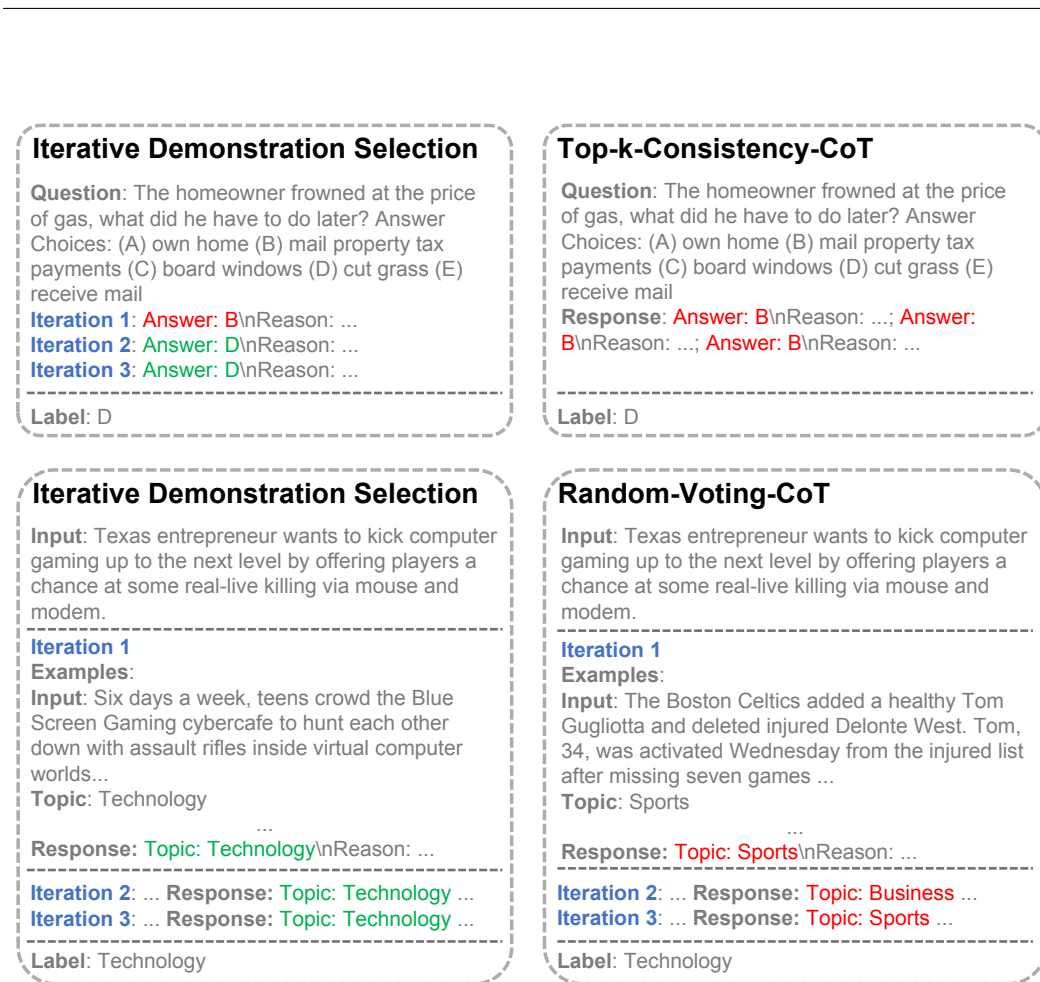 Iterative Demonstration Selection
Question: The homeowner frowned at the price
of gas, what did he have to do later? Answer
Choices: (A) own home (B) mail property tax
payments (C) board windows (D) cut grass (E)
receive mail
Iteration 1: Answer: B\nReason: ...
Iteration 2: Answer: D\nReason: ...
Iteration 3: Answer: D\nReason: ...
Label: D
Top-k-Consistency-CoT
Question: The homeowner frowned at the price
of gas, what did he have to do later? Answer
Choices: (A) own home (B) mail property tax
payments (C) board windows (D) cut grass (E)
receive mail
Response: Answer: B\nReason: ...; Answer:
B\nReason: ...; Answer: B\nReason: ...
Label: D
Iterative Demonstration Selection
Input: Texas entrepreneur wants to kick computer
gaming up to the next level by offering players a
chance at some real-live killing via mouse and
modem.
Iteration 1
Examples:
Input: Six days a week, teens crowd the Blue
Screen Gaming cybercafe to hunt each other
down with assault rifles inside virtual computer
worlds...
Topic: Technology
...
Response: Topic: Technology\nReason: ...
Iteration 2: ... Response: Topic: Technology ...
Iteration 3: ... Response: Topic: Technology ...
Label: Technology
Random-Voting-CoT
Input: Texas entrepreneur wants to kick computer
gaming up to the next level by offering players a
chance at some real-live killing via mouse and
modem.
Iteration 1
Examples:
Input: The Boston Celtics added a healthy Tom
Gugliotta and deleted injured Delonte West. Tom,
34, was activated Wednesday from the injured list
after missing seven games ...
Topic: Sports
...
Response: Topic: Sports\nReason: ...
Iteration 2: ... Response: Topic: Business ...
Iteration 3: ... Response: Topic: Sports ...
Label: Technology